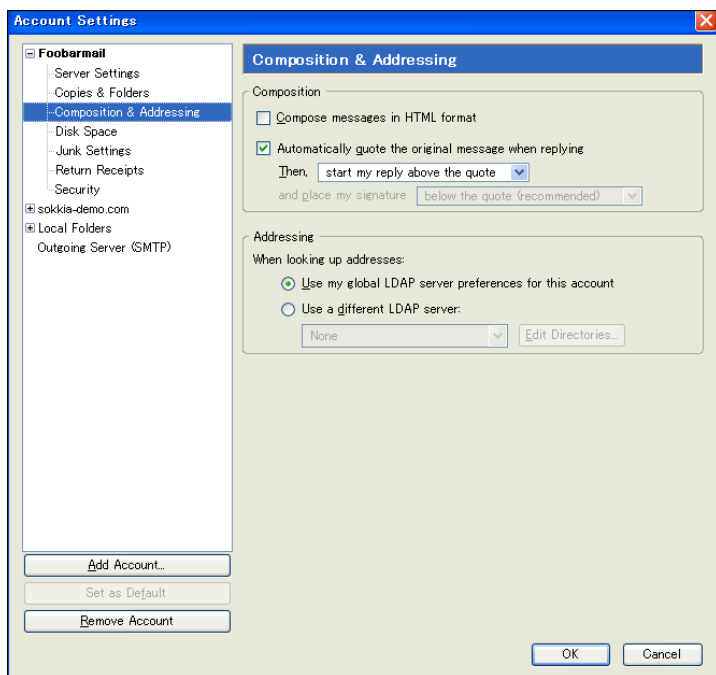 Account Settings
Foobarmail
Server Settings
Copies & Folders
Composition & Addressing
Disk Space
Junk Settings
Return Receipts
Security
sokkia-demo.com
Local Folders
Outgoing Server (SMTP)
Add Account...
Set as Default
Remove Account
Composition & Addressing
Composition
Compose messages in HTML format
Automatically quote the original message when replying
Then, start my reply above the quote
and place my signature below the quote (recommended)
Addressing
When looking up addresses:
Use my global LDAP server preferences for this account
Use a different LDAP server:
None Edit Directories...
OK Cancel